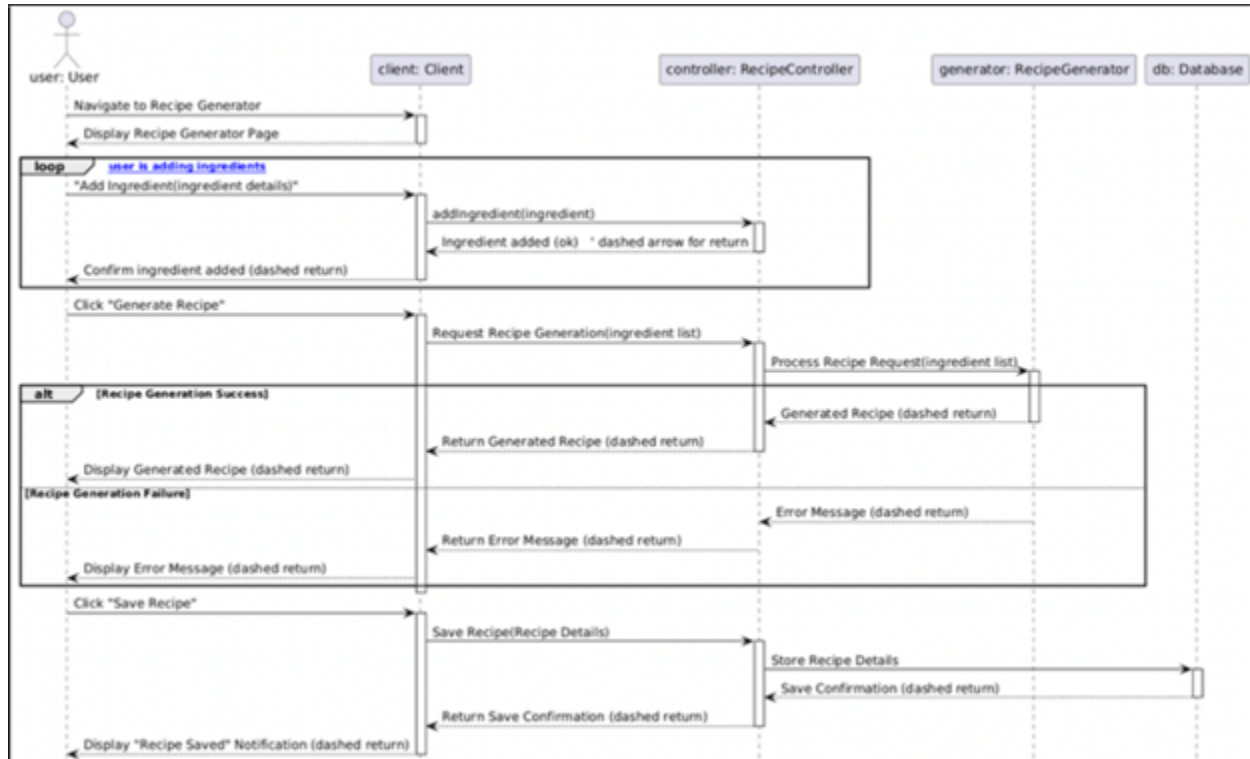 user: User
client: Client
controller: RecipeController
generator: RecipeGenerator
db: Database
Navigate to Recipe Generator
Display Recipe Generator Page
loop
user is adding ingredients
"Add Ingredient(ingredient details)"
addIngredient(ingredient)
Ingredient added (ok) ' dashed arrow for return
Confirm ingredient added (dashed return)
Click "Generate Recipe"
Request Recipe Generation(ingredient list)
Process Recipe Request(ingredient list)
alt
[Recipe Generation Success]
Generated Recipe (dashed return)
Return Generated Recipe (dashed return)
Display Generated Recipe (dashed return)
[Recipe Generation Failure]
Error Message (dashed return)
Return Error Message (dashed return)
Display Error Message (dashed return)
Click "Save Recipe"
Save Recipe(Recipe Details)
Store Recipe Details
Save Confirmation (dashed return)
Return Save Confirmation (dashed return)
Display "Recipe Saved" Notification (dashed return)